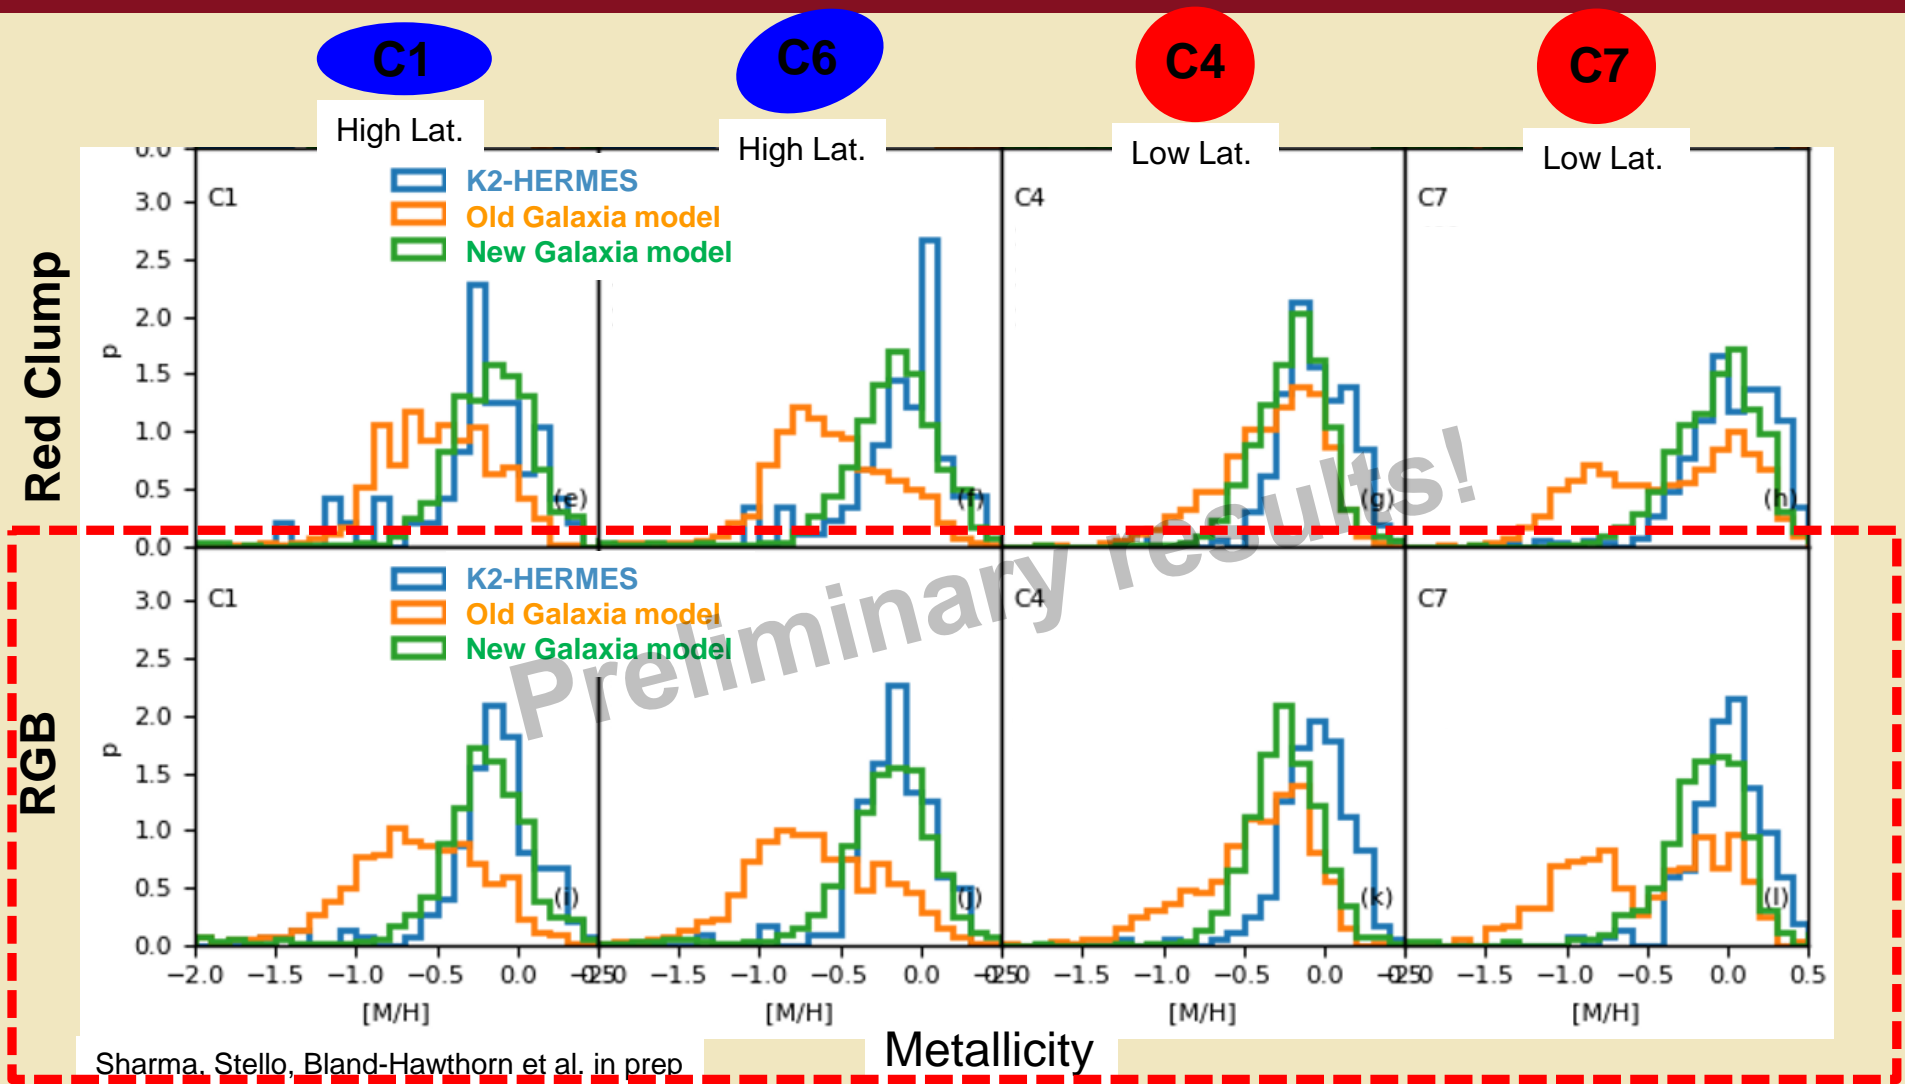 C1 C6 C4 C7
High Lat. High Lat. Low Lat. Low Lat.
Red Clump
p
3.0
2.5
2.0
1.5
1.0
0.5
0.0
C1
K2-HERMES
Old Galaxia model
New Galaxia model
C4
C7
(e)
(f)
(g)
(h)
Preliminary results!
RGB
p
3.0
2.5
2.0
1.5
1.0
0.5
0.0
C1
K2-HERMES
Old Galaxia model
New Galaxia model
C4
C7
(i)
(j)
(k)
(l)
−2.0 −1.5 −1.0 −0.5 0.0 −1.5 −1.0 −0.5 0.0 −1.5 −1.0 −0.5 0.0 −1.5 −1.0 −0.5 0.0 0.5
[M/H] [M/H] [M/H] [M/H]
Metallicity
Sharma, Stello, Bland-Hawthorn et al. in prep